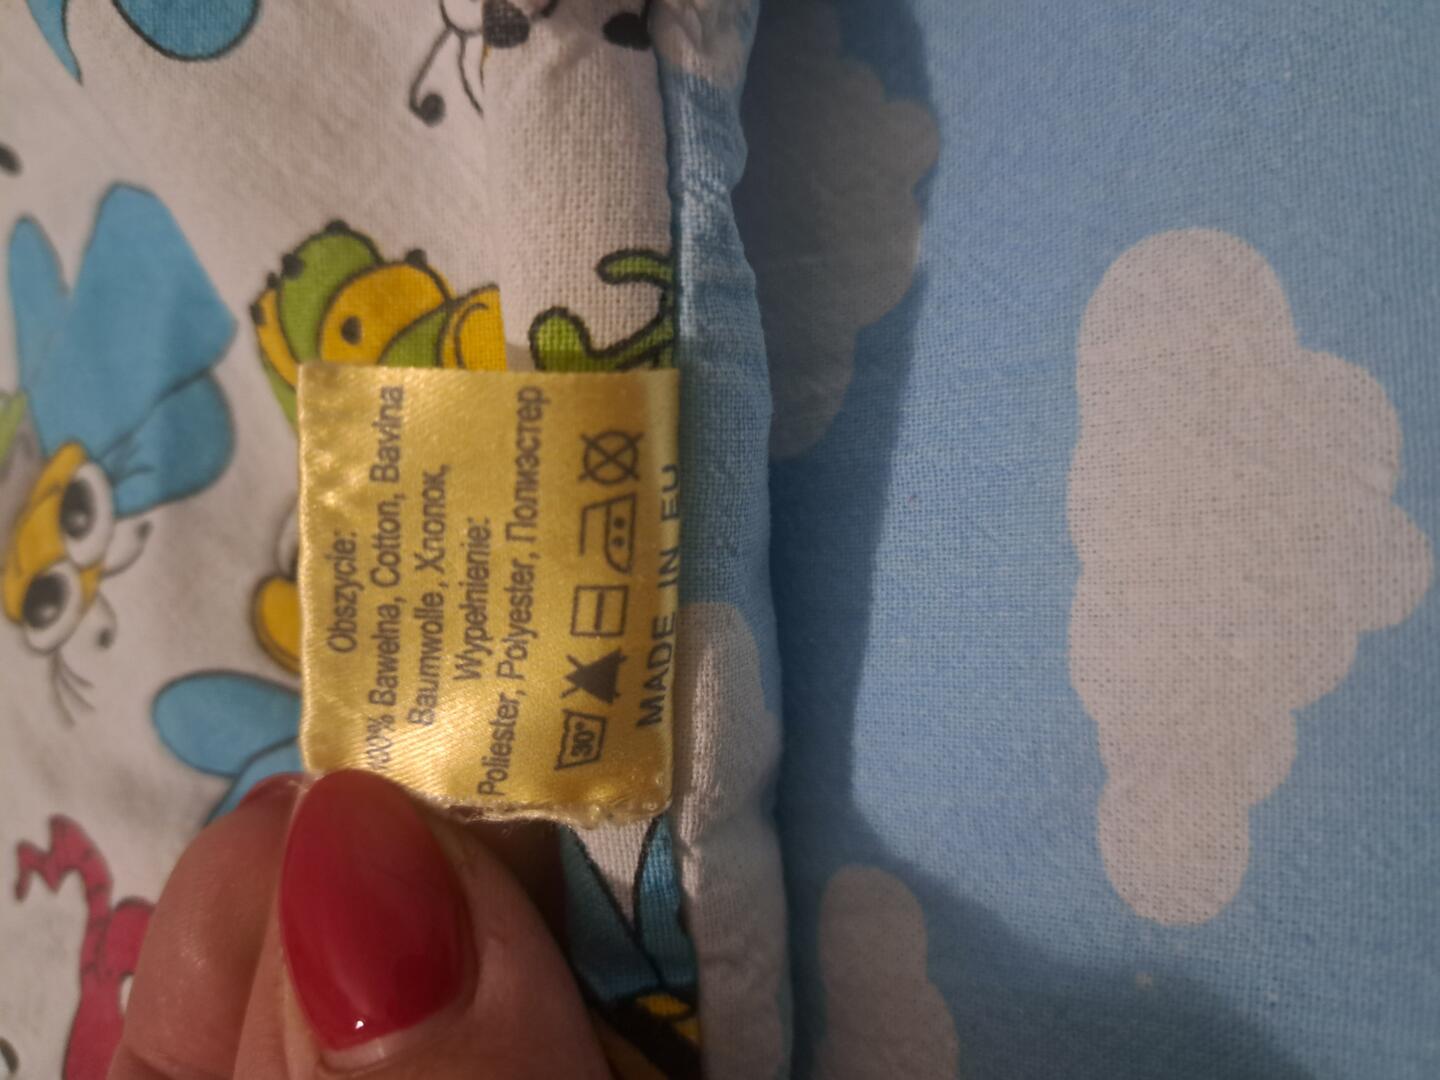 Obszycie:
100% Bawełna, Cotton, Bavlna
Baumwolle, Хлопок,
Wypełnienie:
Poliester, Polyester, Полиэстер
30°
MADE IN EU